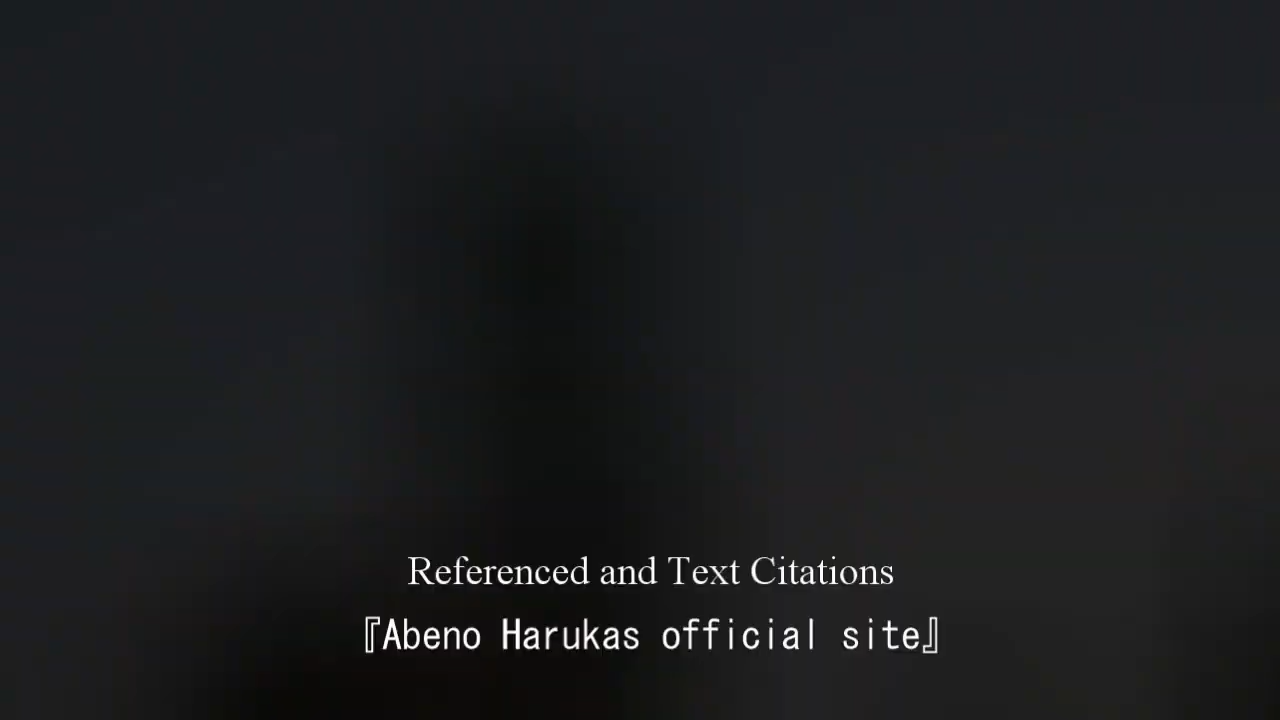 Referenced and Text Citations
『Abeno Harukas official site』